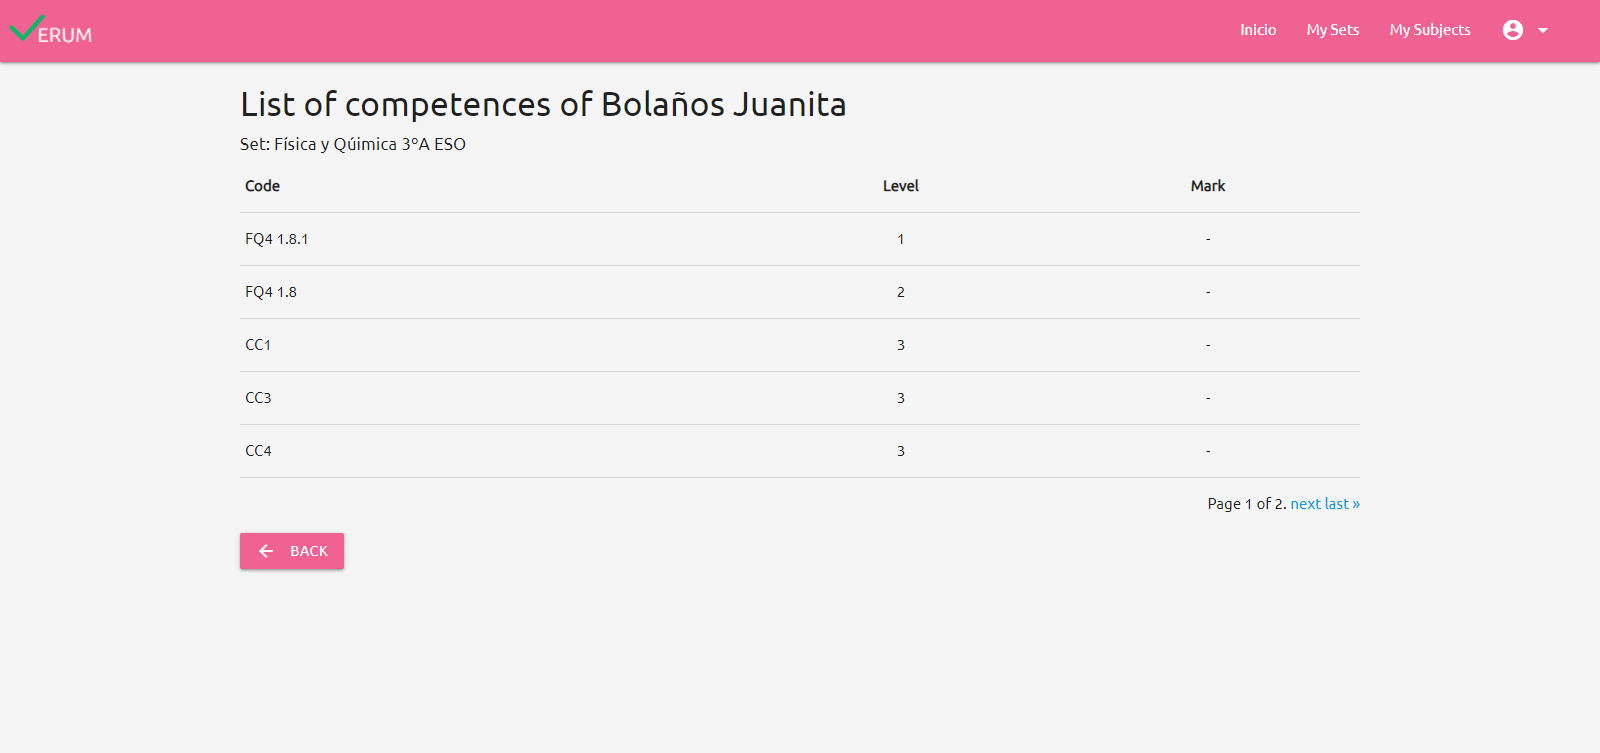 ERUM Inicio My Sets My Subjects
List of competences of Bolaños Juanita
Set: Física y Qúimica 3ºA ESO
Code Level Mark
FQ4 1.8.1 1 -
FQ4 1.8 2 -
CC1 3 -
CC3 3 -
CC4 3 -
Page 1 of 2. next last »
BACK